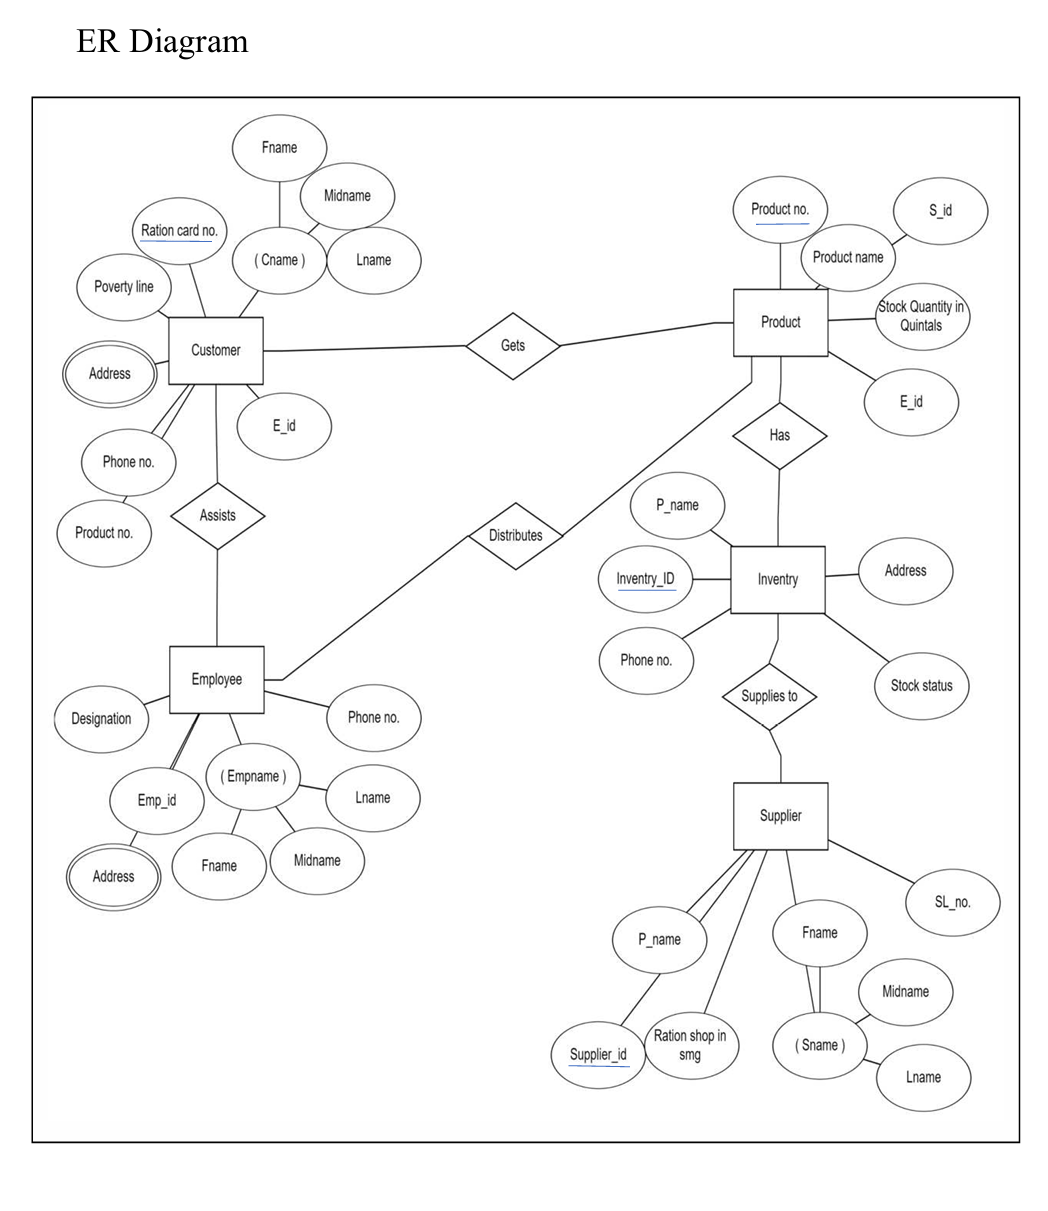 ER Diagram
Fname
Midname
Ration card no.
( Cname )
Lname
Poverty line
Customer
Address
E_id
Phone no.
Product no.
Gets
Product no.
S_id
Product name
Product
Stock Quantity in
Quintals
E_id
Has
Assists
Distributes
P_name
Inventry_ID
Inventry
Address
Phone no.
Stock status
Supplies to
Employee
Designation
Phone no.
( Empname )
Emp_id
Lname
Address
Fname
Midname
Supplier
SL_no.
P_name
Fname
Midname
Supplier_id
Ration shop in
smg
( Sname )
Lname